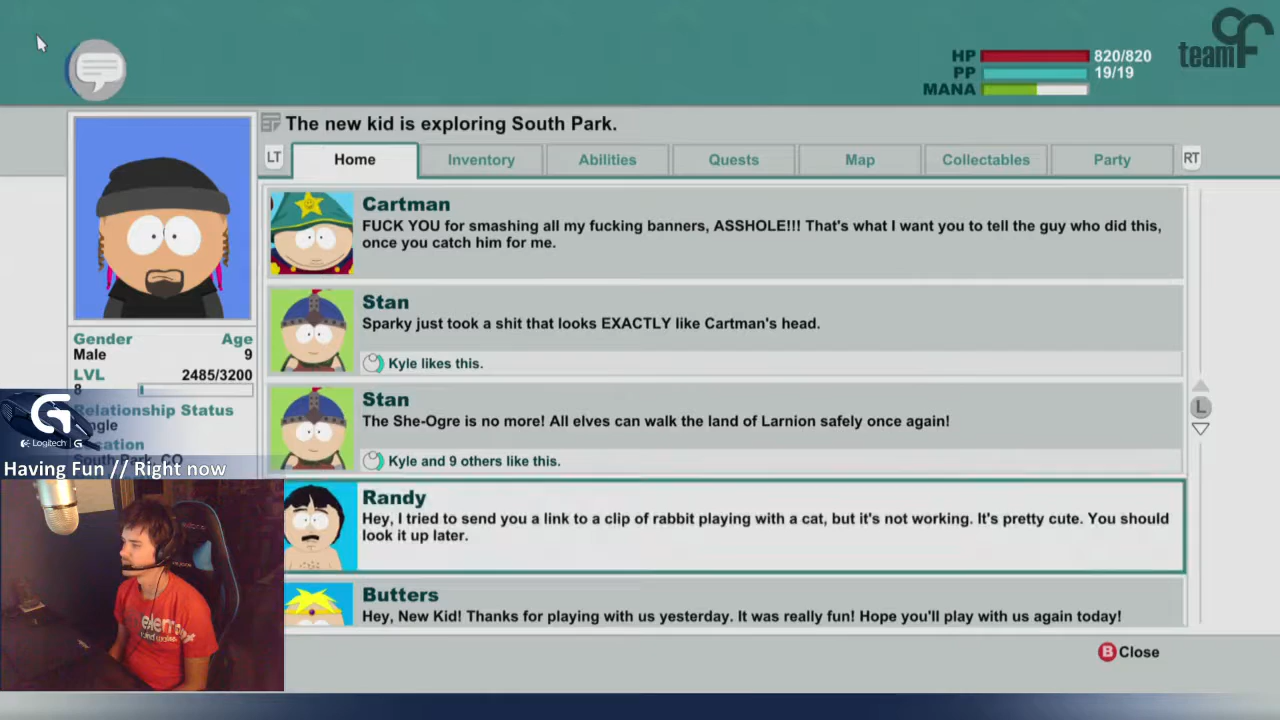 team
HP 820/820
PP 19/19
MANA
The new kid is exploring South Park.
LT Home Inventory Abilities Quests Map Collectables Party RT
Cartman
FUCK YOU for smashing all my fucking banners, ASSHOLE!!! That's what I want you to tell the guy who did this,
once you catch him for me.
Stan
Sparky just took a shit that looks EXACTLY like Cartman's head.
Kyle likes this.
Stan
The She-Ogre is no more! All elves can walk the land of Larnion safely once again!
Kyle and 9 others like this.
Randy
Hey, I tried to send you a link to a clip of rabbit playing with a cat, but it's not working. It's pretty cute. You should
look it up later.
Butters
Hey, New Kid! Thanks for playing with us yesterday. It was really fun! Hope you'll play with us again today!
Gender Age
Male 9
LVL 2485/3200
8
Relationship Status
L
Logitech G
South Park, CO
Having Fun // Right now
B Close